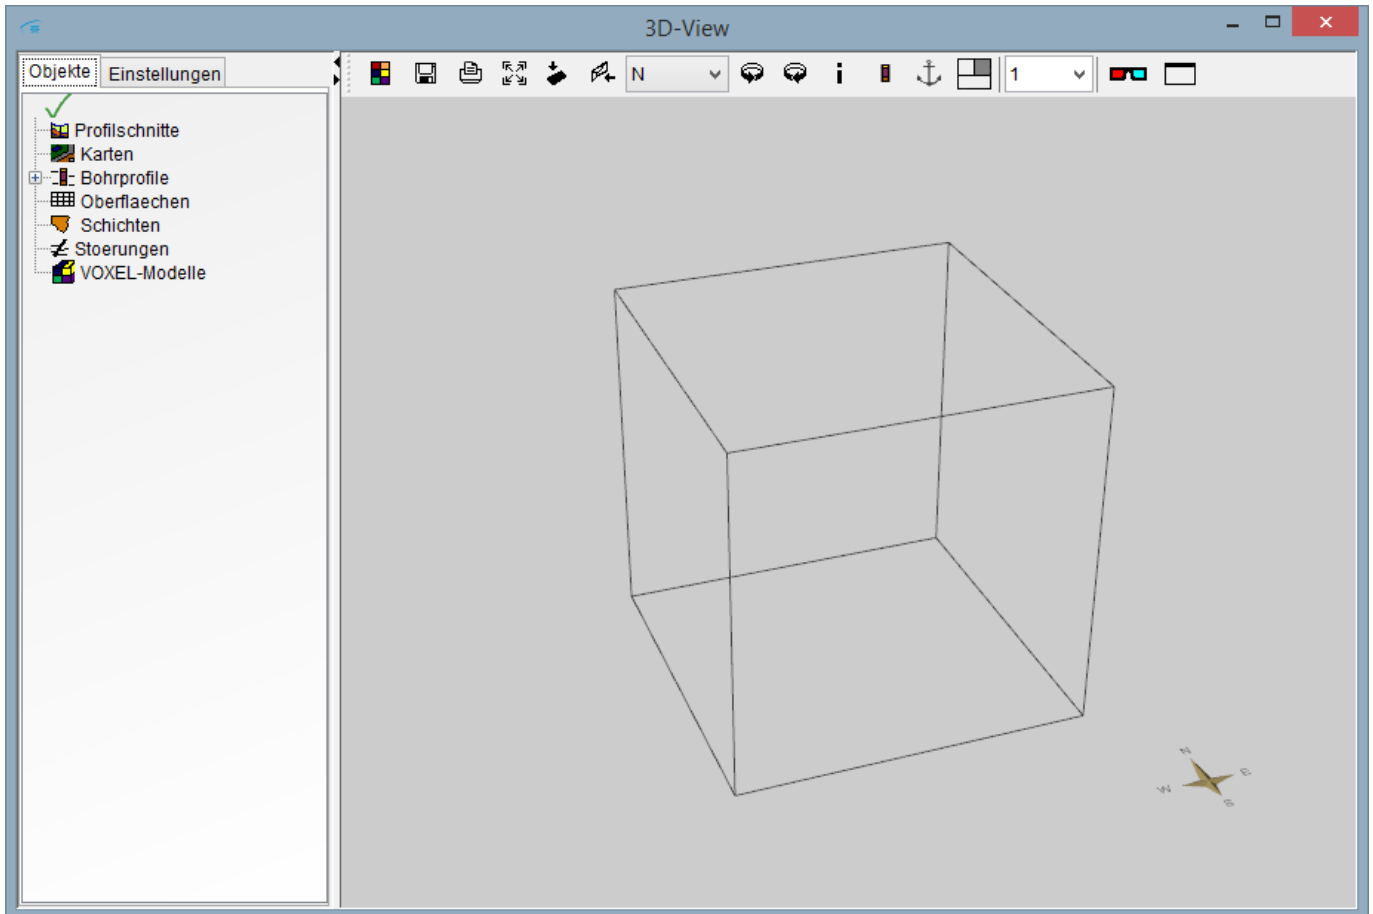 3D-View
Objekte Einstellungen
N 1
Profilschnitte
Karten
Bohrprofile
Oberflaechen
Schichten
Stoerungen
VOXEL-Modelle
N
E
W
S